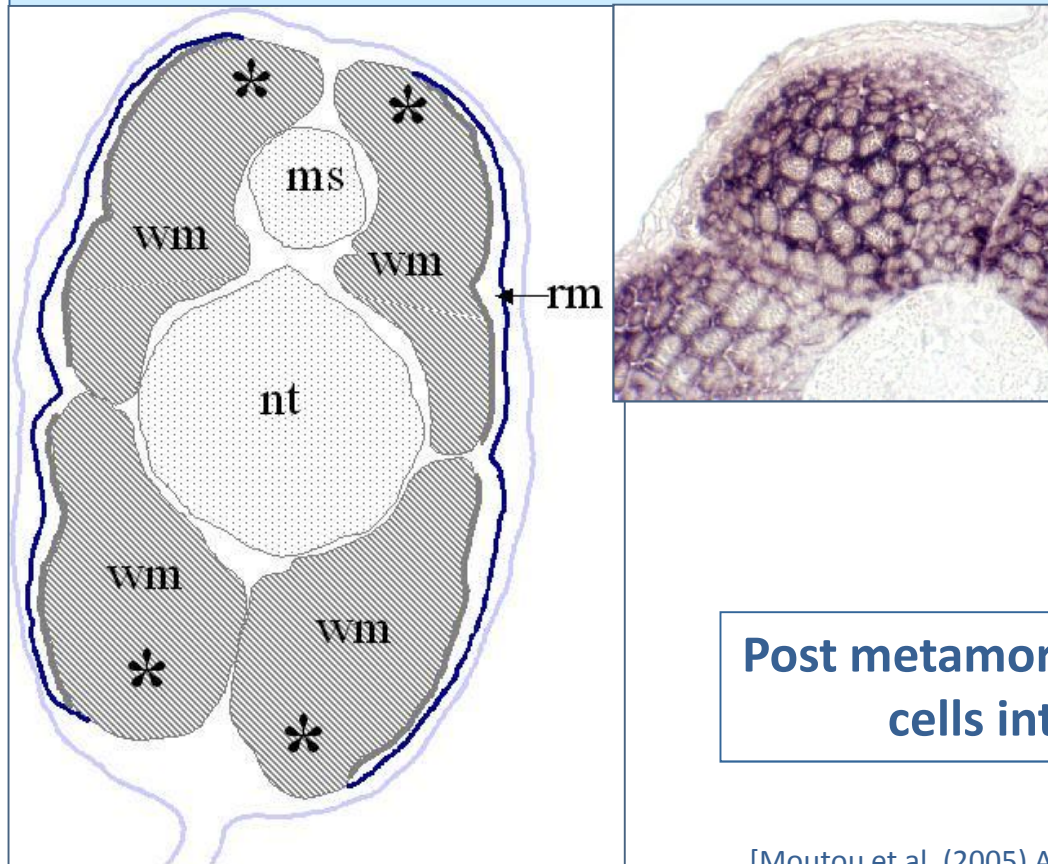 *
*
ms
wm
wm
rm
nt
wm
wm
*
*
Post metamor
cells int
[Moutou et al. (2005) A